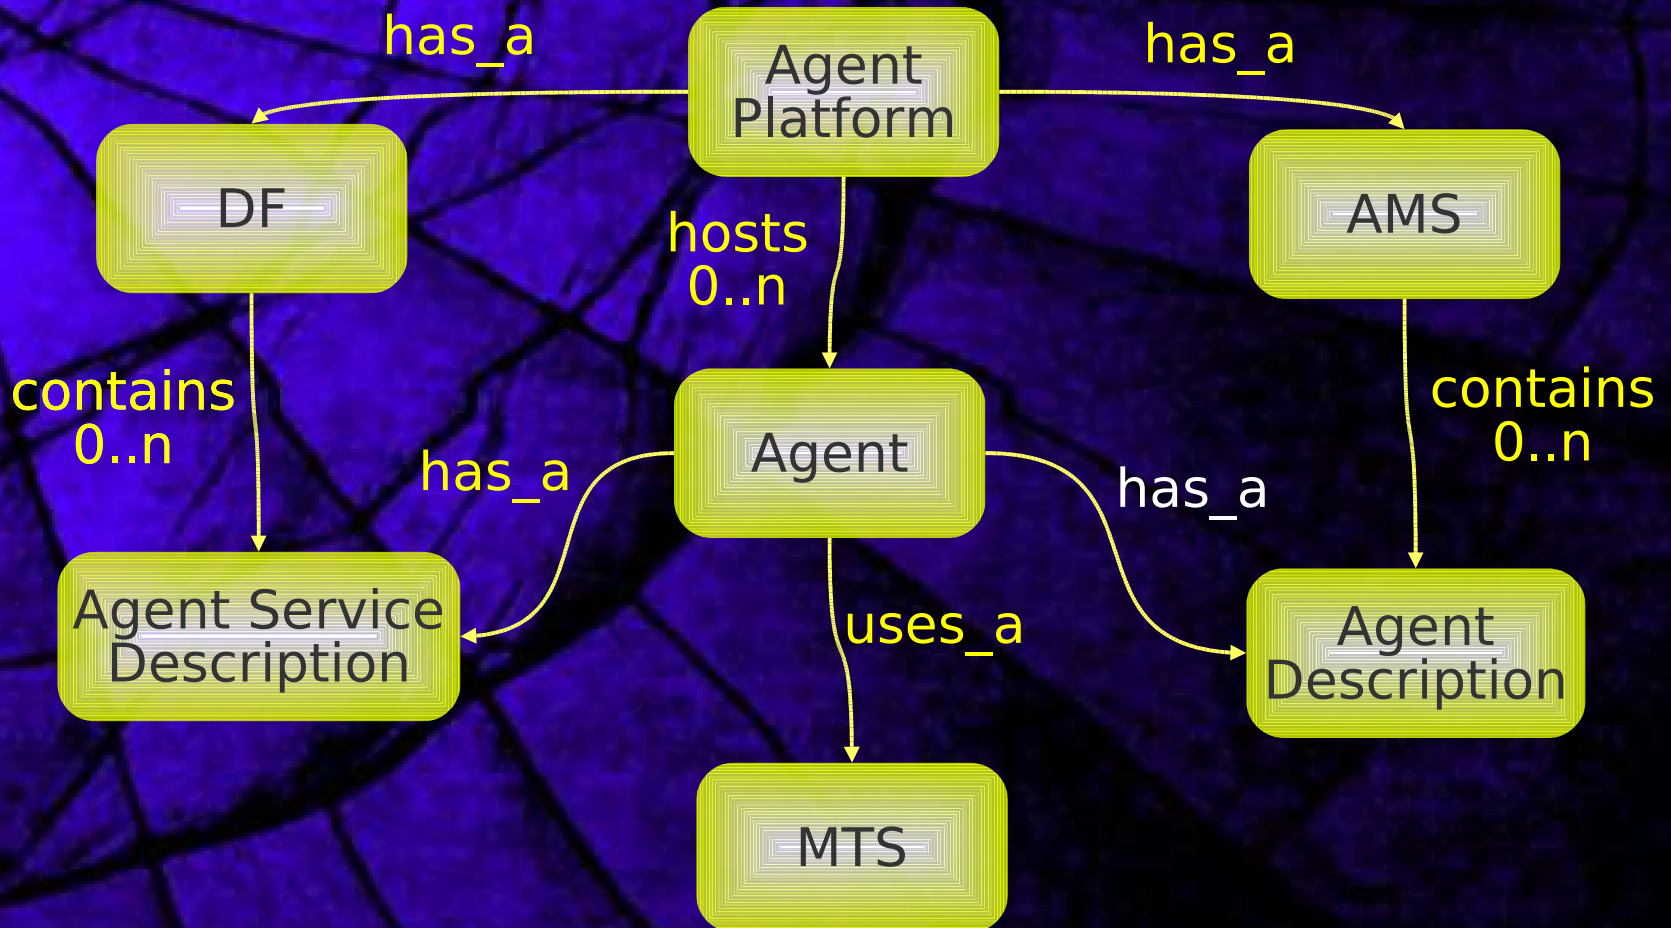 has_a
Agent
Platform
has_a
DF
AMS
hosts
0..n
contains
0..n
contains
0..n
has_a
Agent
has_a
Agent Service
Description
uses_a
Agent
Description
MTS